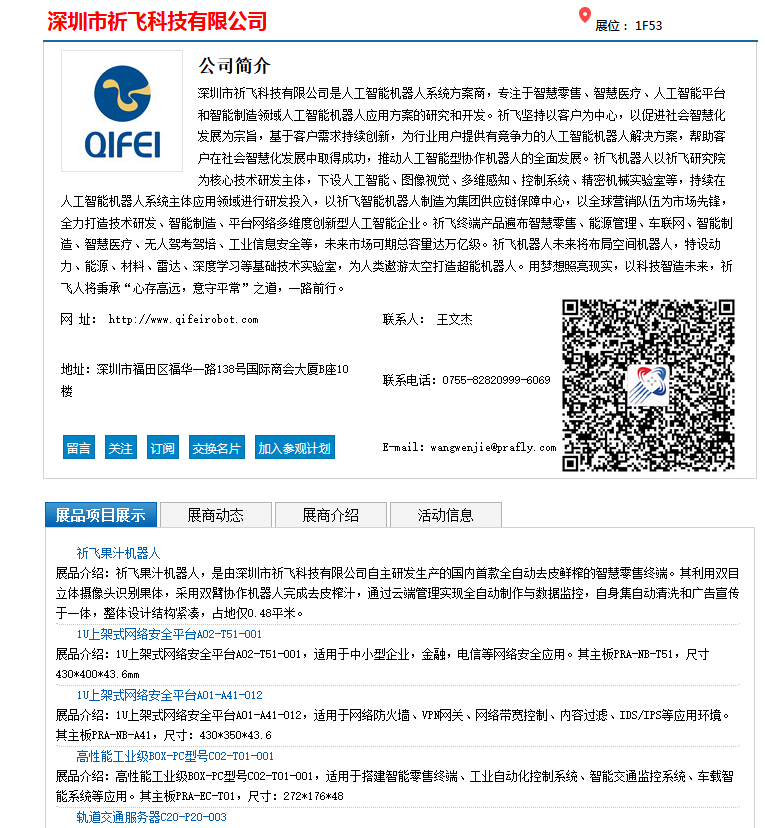 深圳市祈飞科技有限公司
展位： 1F53
QIFEI
公司简介
深圳市祈飞科技有限公司是人工智能机器人系统方案商，专注于智慧零售、智慧医疗、人工智能平台
和智能制造领域人工智能机器人应用方案的研究和开发。祈飞坚持以客户为中心，以促进社会智慧化
发展为宗旨，基于客户需求持续创新，为行业用户提供有竞争力的人工智能机器人解决方案，帮助客
户在社会智慧化发展中取得成功，推动人工智能型协作机器人的全面发展。祈飞机器人以祈飞研究院
为核心技术研发主体，下设人工智能、图像视觉、多维感知、控制系统、精密机械实验室等，持续在
人工智能机器人系统主体应用领域进行研发投入，以祈飞智能机器人制造为集团供应链保障中心，以全球营销队伍为市场先锋，
全力打造技术研发、智能制造、平台网络多维度创新型人工智能企业。祈飞终端产品遍布智慧零售、能源管理、车联网、智能制
造、智慧医疗、无人驾考驾培、工业信息安全等，未来市场可期总容量达万亿级。祈飞机器人未来将布局空间机器人，特设动
力、能源、材料、雷达、深度学习等基础技术实验室，为人类遨游太空打造超能机器人。用梦想照亮现实，以科技智造未来，祈
飞人将秉承“心存高远，意守平常”之道，一路前行。
网 址： http://www.qifeirobot.com
联系人： 王文杰
地址：深圳市福田区福华一路138号国际商会大厦B座10
楼
联系电话：0755-82820999-6069
留言 关注 订阅 交换名片 加入参观计划
E-mail：wangwenjie@prafly.com
展品项目展示 展商动态 展商介绍 活动信息
祈飞果汁机器人
展品介绍：祈飞果汁机器人，是由深圳市祈飞科技有限公司自主研发生产的国内首款全自动去皮鲜榨的智慧零售终端。其利用双目
立体摄像头识别果体，采用双臂协作机器人完成去皮榨汁，通过云端管理实现全自动制作与数据监控，自身集自动清洗和广告宣传
于一体，整体设计结构紧凑，占地仅0.48平米。
1U上架式网络安全平台A02-T51-001
展品介绍：1U上架式网络安全平台A02-T51-001，适用于中小型企业，金融，电信等网络安全应用。其主板PRA-NB-T51，尺寸
430*400*43.6mm
1U上架式网络安全平台A01-A41-012
展品介绍：1U上架式网络安全平台A01-A41-012，适用于网络防火墙、VPN网关、网络带宽控制、内容过滤、IDS/IPS等应用环境。
其主板PRA-NB-A41，尺寸：430*350*43.6
高性能工业级BOX-PC型号C02-T01-001
展品介绍：高性能工业级BOX-PC型号C02-T01-001，适用于搭建智能零售终端、工业自动化控制系统、智能交通监控系统、车载智
能系统等应用。其主板PRA-EC-T01，尺寸：272*176*48
轨道交通服务器C20-P20-003